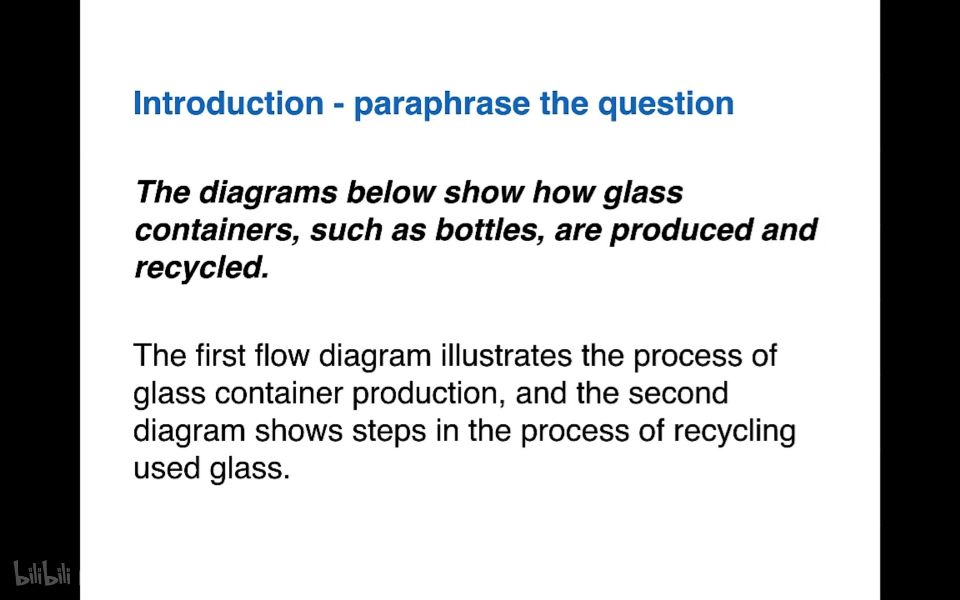 Introduction - paraphrase the question
The diagrams below show how glass
containers, such as bottles, are produced and
recycled.
The first flow diagram illustrates the process of
glass container production, and the second
diagram shows steps in the process of recycling
used glass.
bilibili